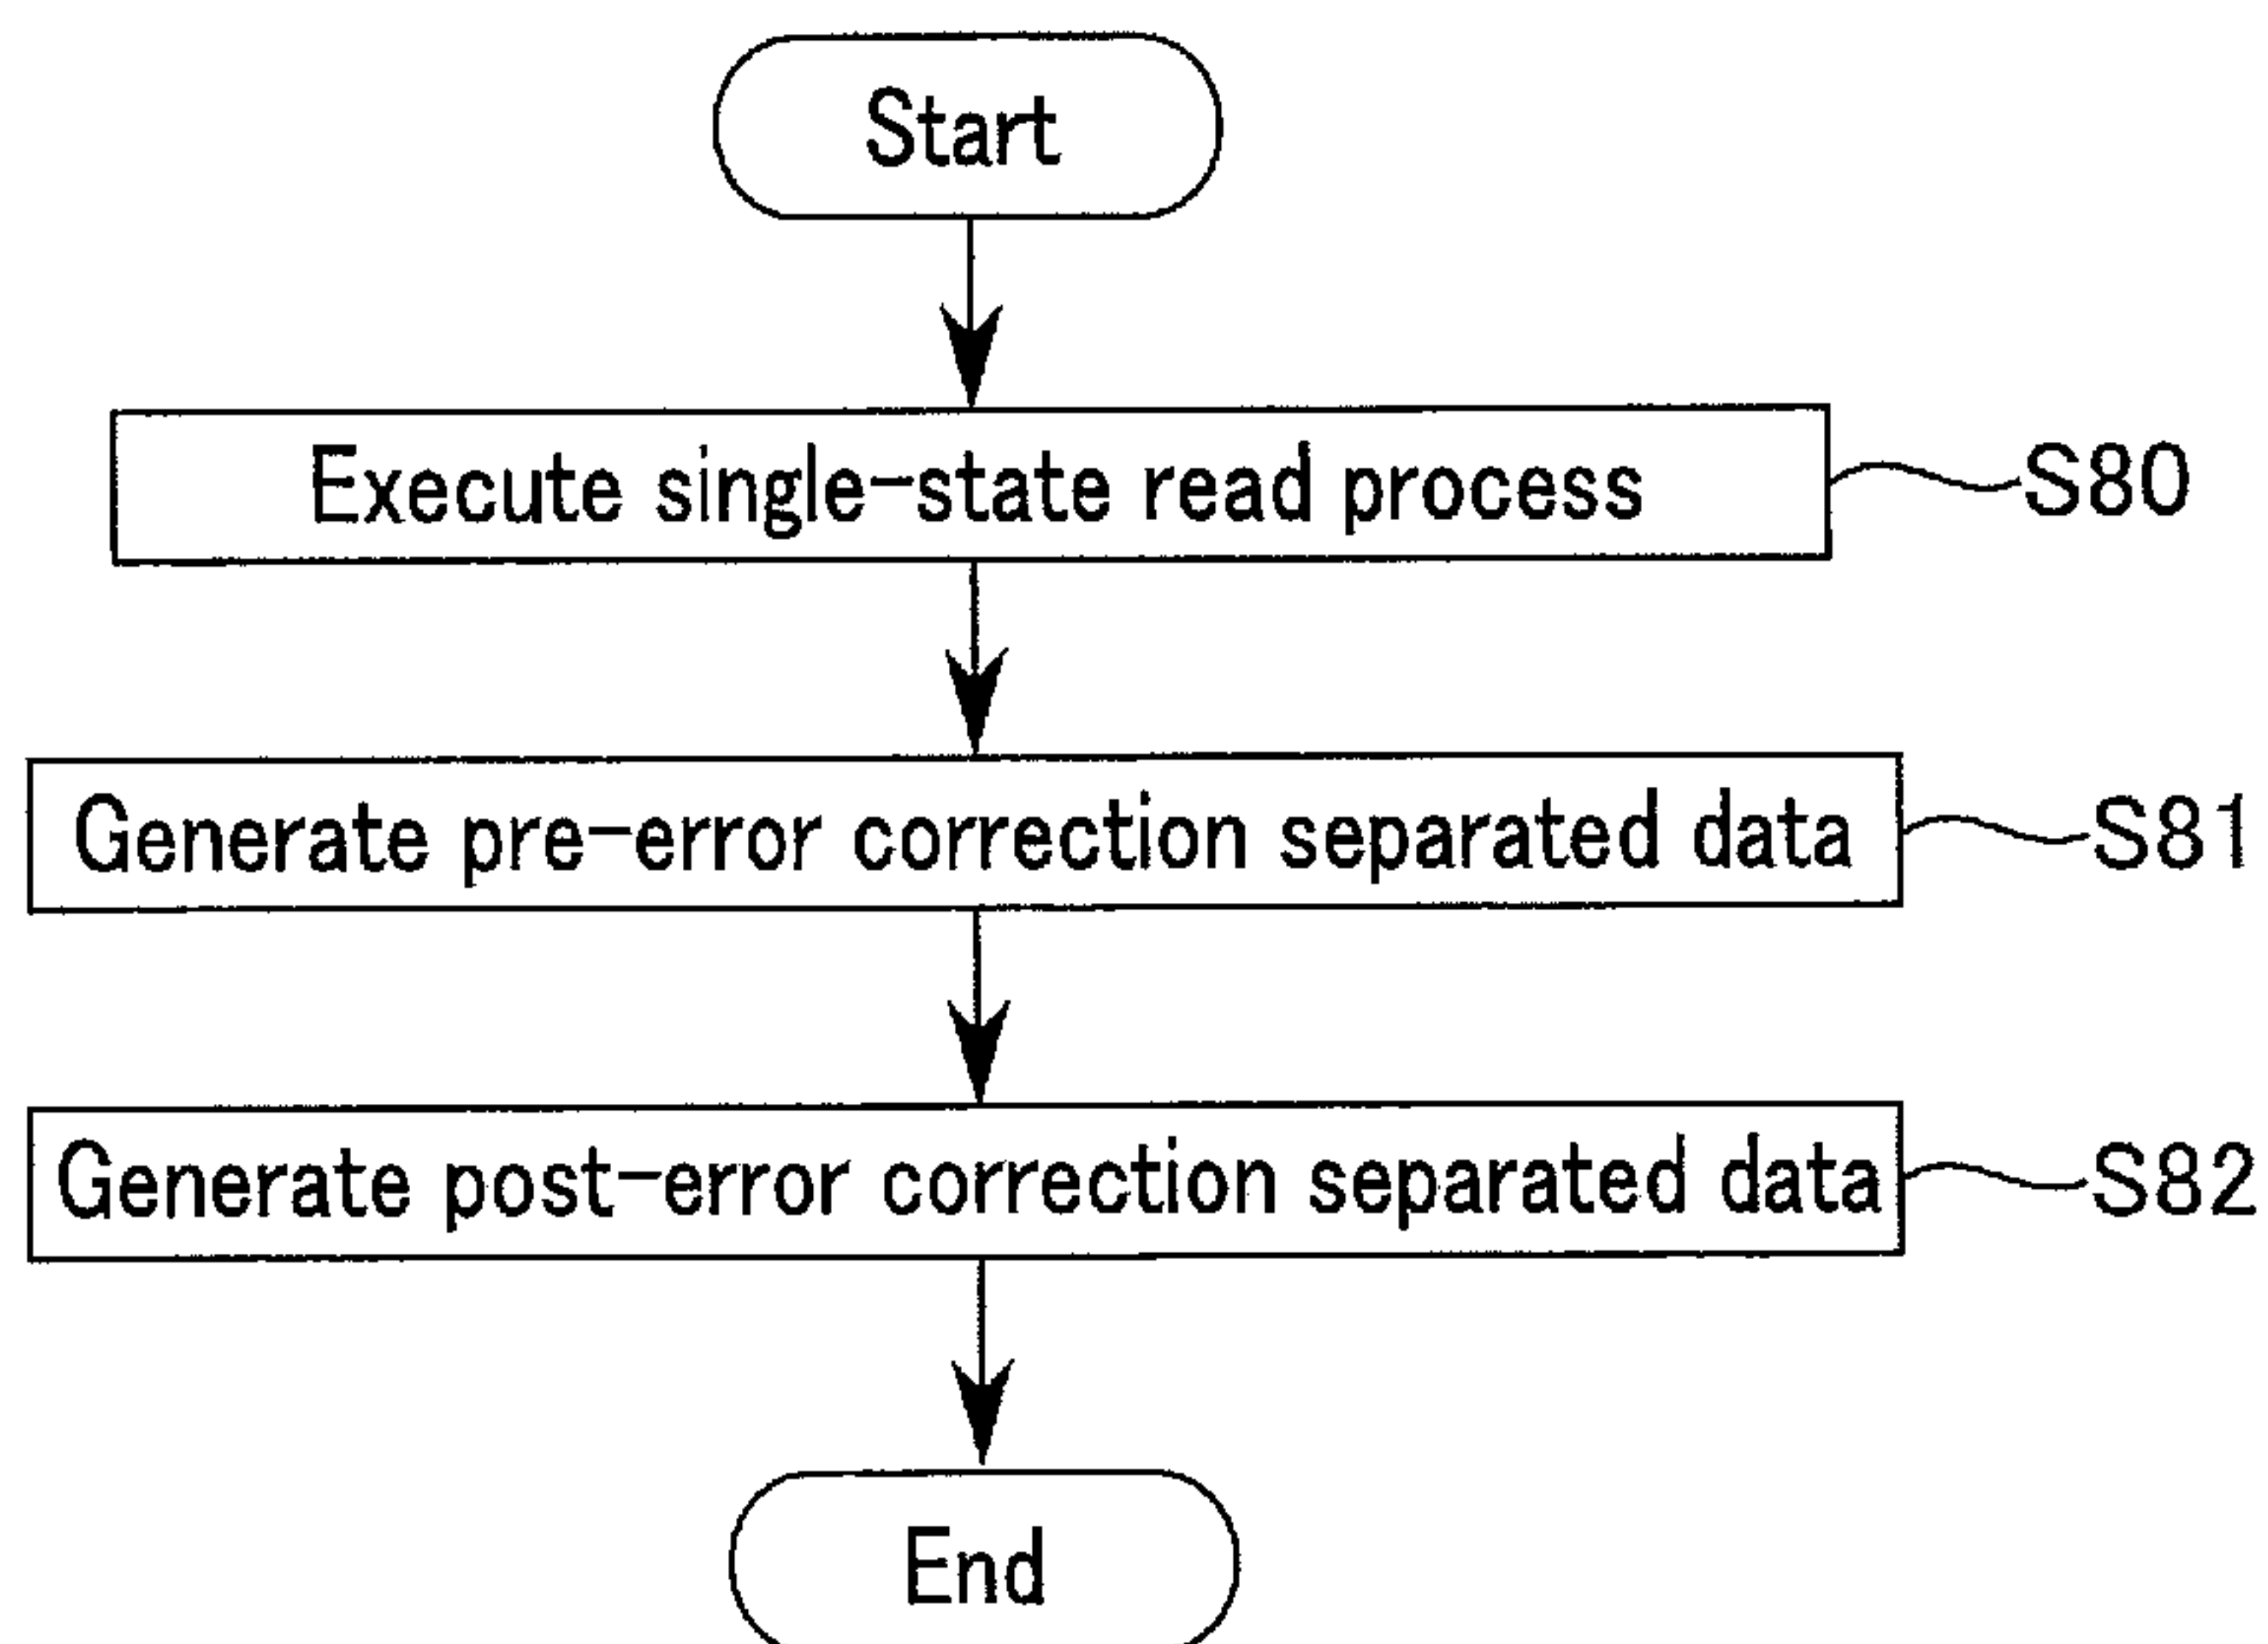 Start
Execute single-state read process S80
Generate pre-error correction separated data S81
Generate post-error correction separated data S82
End